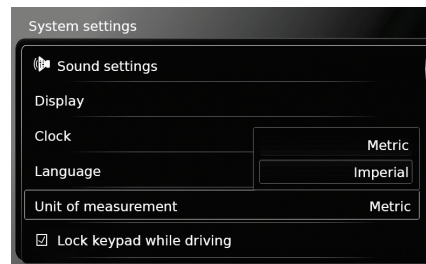 System settings
Sound settings
Display
Clock
Metric
Language
Imperial
Unit of measurement
Metric
Lock keypad while driving